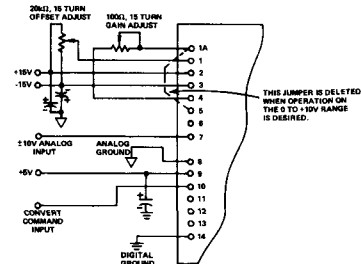 20kΩ, 15 TURN
OFFSET ADJUST
100Ω, 15 TURN
GAIN ADJUST
1A
1
+15V
2
-15V
3
4
5
6
THIS JUMPER IS DELETED
WHEN OPERATION ON
THE 0 TO +10V RANGE
IS DESIRED.
±10V ANALOG
INPUT
7
ANALOG
GROUND
8
+5V
9
10
11
CONVERT
COMMAND
INPUT
12
13
14
DIGITAL
GROUND